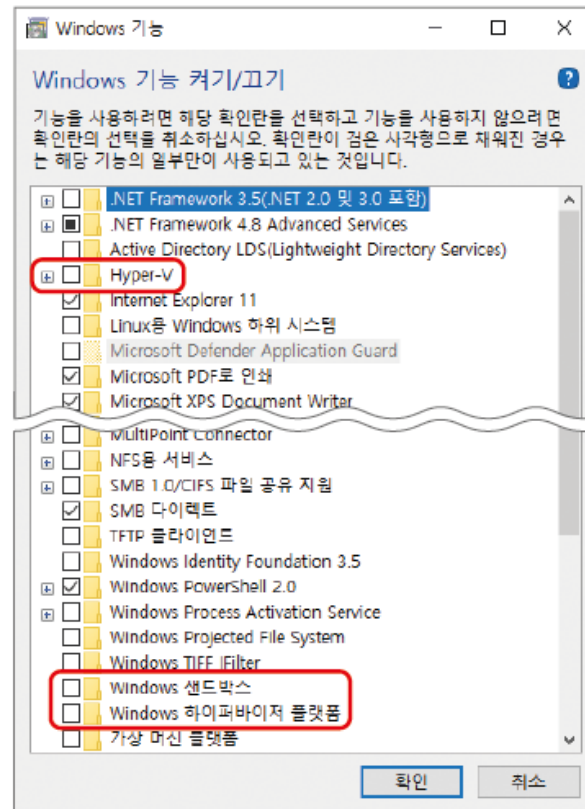 Windows 기능
Windows 기능 켜기/끄기
기능을 사용하려면 해당 확인란을 선택하고 기능을 사용하지 않으려면
확인란의 선택을 취소하십시오. 확인란이 검은 사각형으로 채워진 경우
는 해당 기능의 일부만이 사용되고 있는 것입니다.
.NET Framework 3.5(.NET 2.0 및 3.0 포함)
.NET Framework 4.8 Advanced Services
Active Directory LDS(Lightweight Directory Services)
Hyper-V
Internet Explorer 11
Linux용 Windows 하위 시스템
Microsoft Defender Application Guard
Microsoft PDF로 인쇄
Microsoft XPS Document Writer
MultiPoint Connector
NFS용 서비스
SMB 1.0/CIFS 파일 공유 지원
SMB 다이렉트
TFTP 클라이언트
Windows Identity Foundation 3.5
Windows PowerShell 2.0
Windows Process Activation Service
Windows Projected File System
Windows TIFF IFilter
Windows 샌드박스
Windows 하이퍼바이저 플랫폼
가상 머신 플랫폼
확인
취소